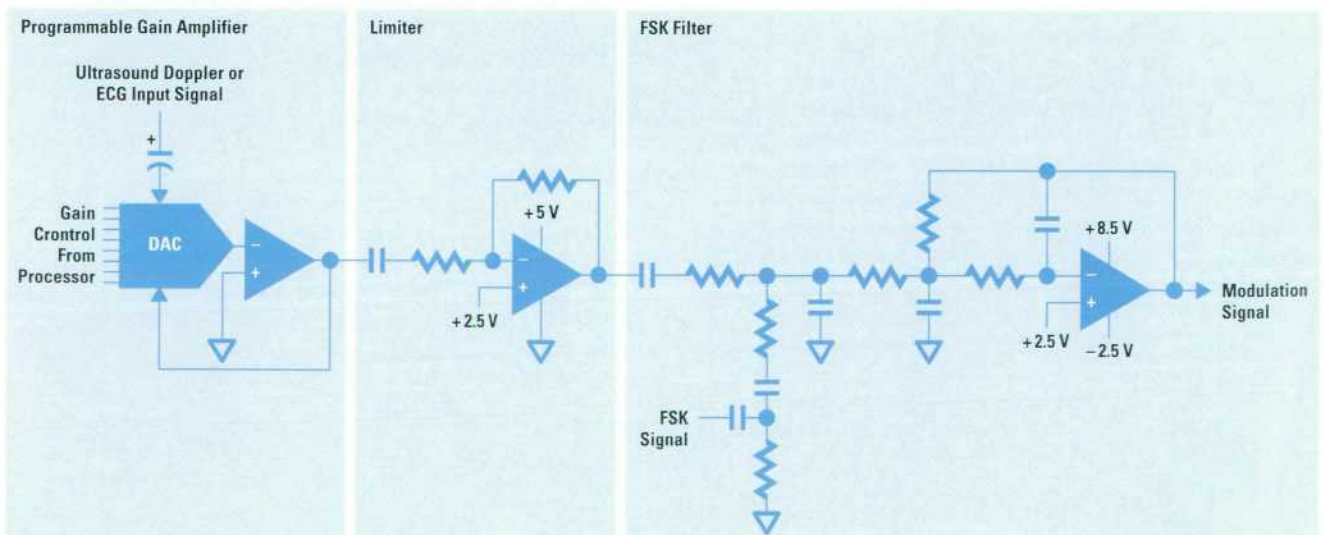 Programmable Gain Amplifier
Limiter
FSK Filter
Ultrasound Doppler or
ECG Input Signal
+
Gain
Crontrol
From
Processor
DAC
−
+
+5 V
−
+
+2.5 V
+8.5 V
−
+
+2.5 V
−2.5 V
Modulation
Signal
FSK
Signal